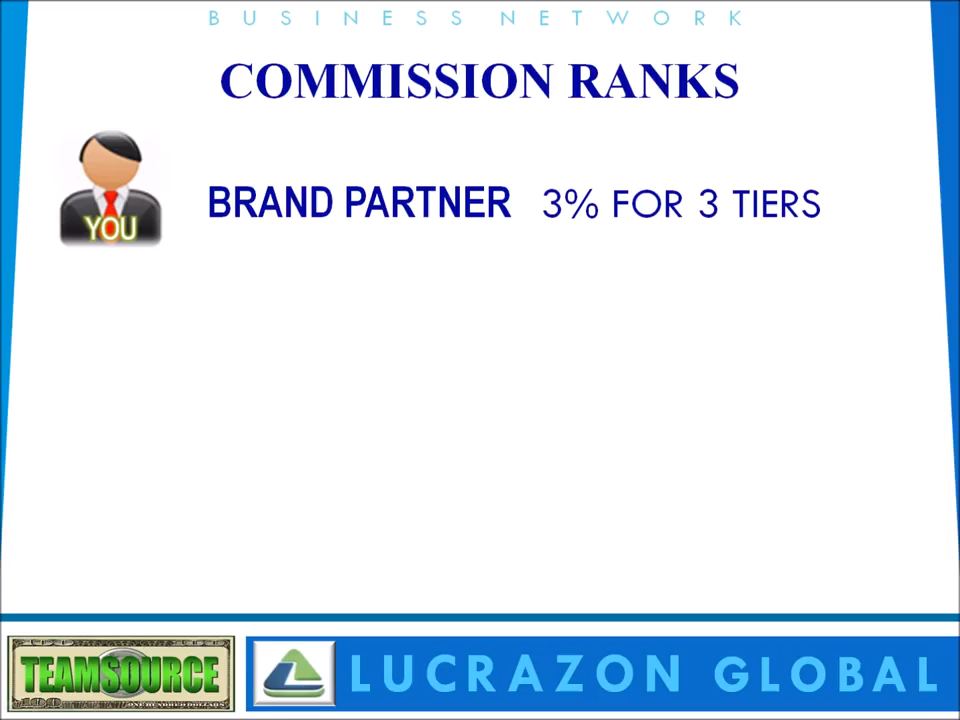 BUSINESS NETWORK
COMMISSION RANKS
YOU
BRAND PARTNER 3% FOR 3 TIERS
TEAMSOURCE
LUCRAZON GLOBAL